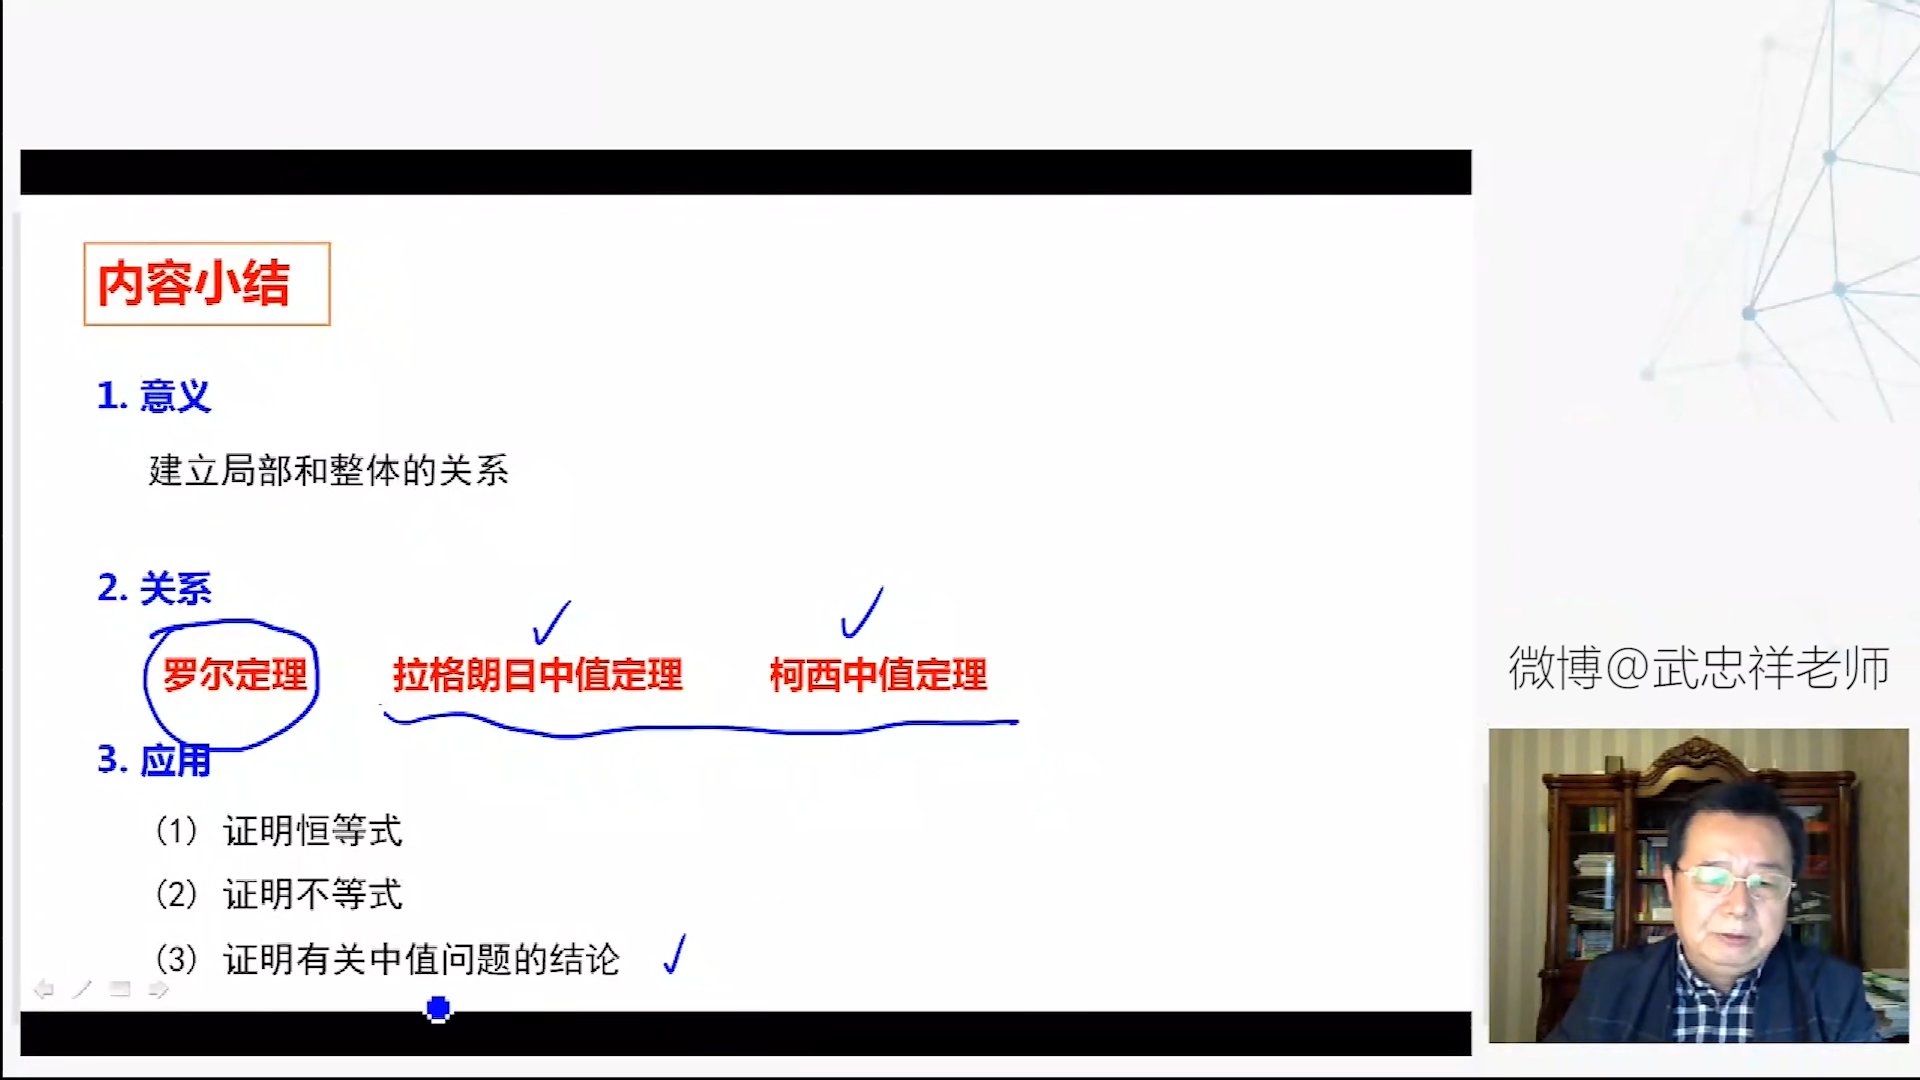 内容小结
1. 意义
建立局部和整体的关系
2. 关系
罗尔定理 拉格朗日中值定理 柯西中值定理
3. 应用
(1) 证明恒等式
(2) 证明不等式
(3) 证明有关中值问题的结论
微博@武忠祥老师